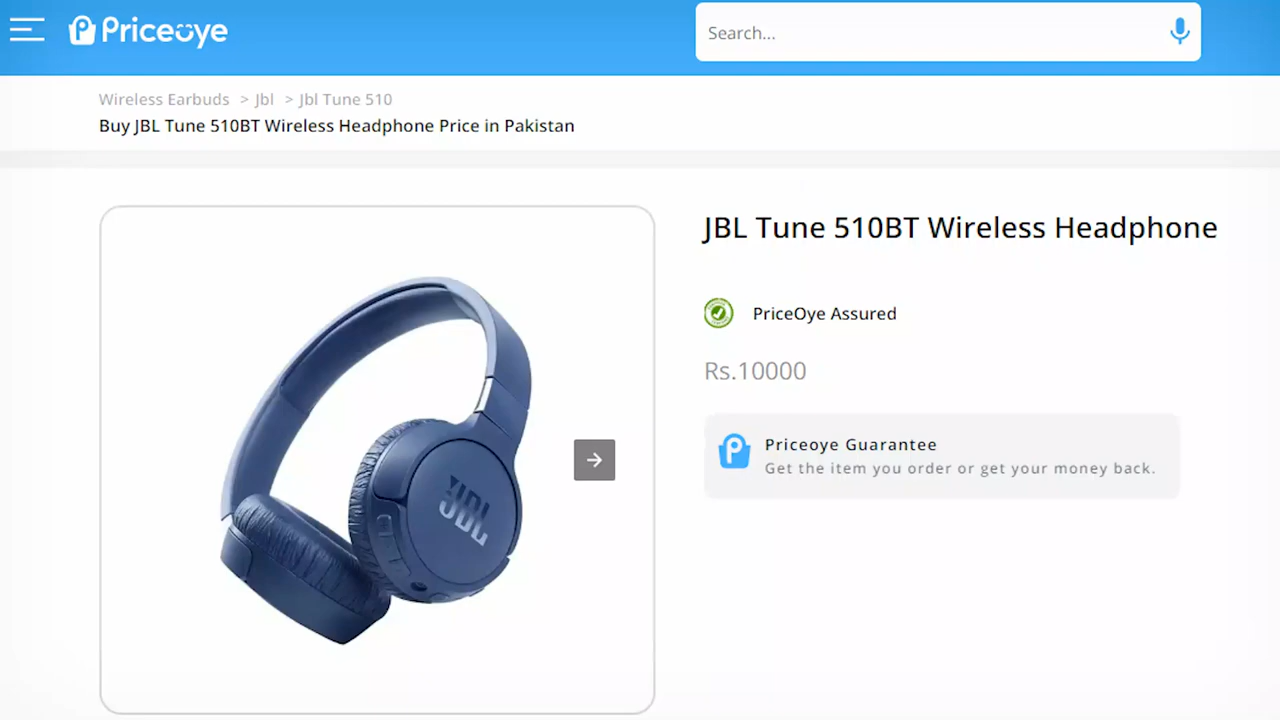 Priceoye
Search...
Wireless Earbuds > Jbl > Jbl Tune 510
Buy JBL Tune 510BT Wireless Headphone Price in Pakistan
JBL Tune 510BT Wireless Headphone
PriceOye Assured
Rs.10000
Priceoye Guarantee
Get the item you order or get your money back.
JBL